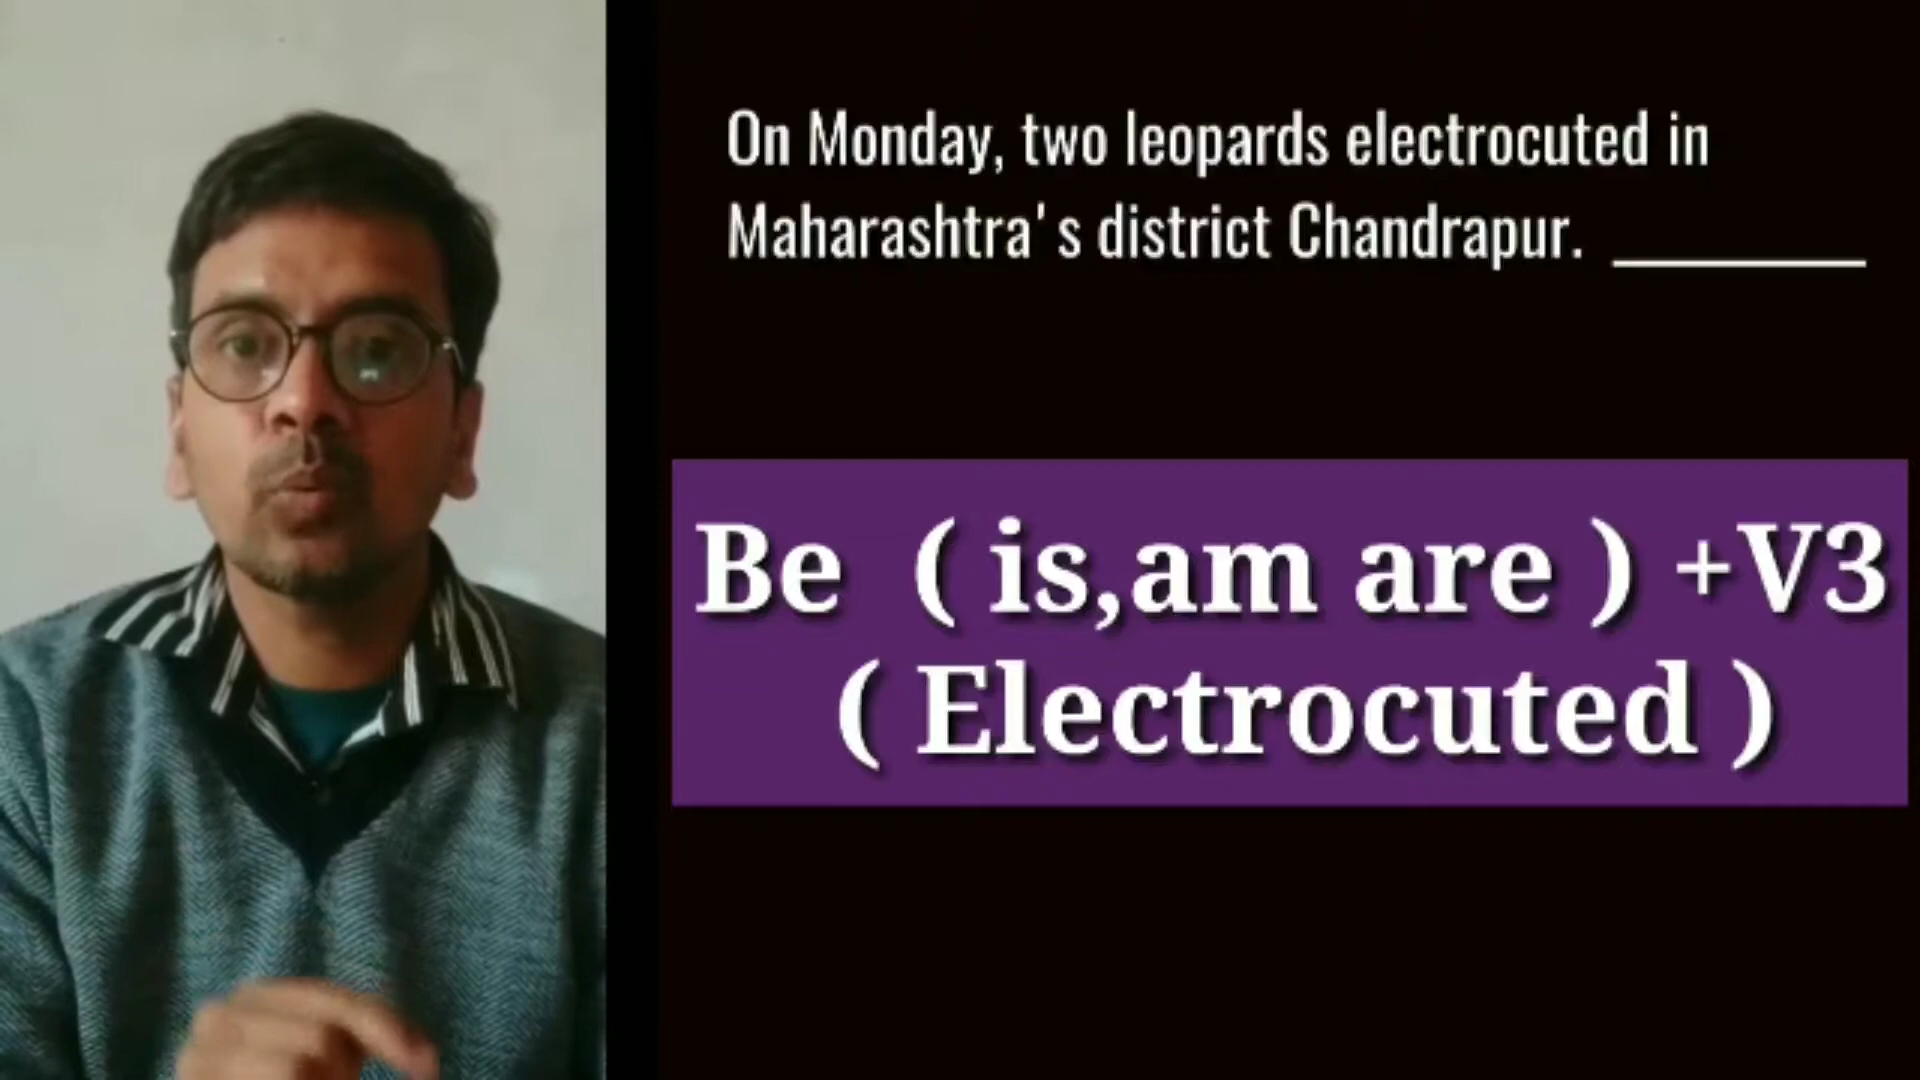 On Monday, two leopards electrocuted in
Maharashtra's district Chandrapur. ________
Be ( is,am are ) +V3
( Electrocuted )